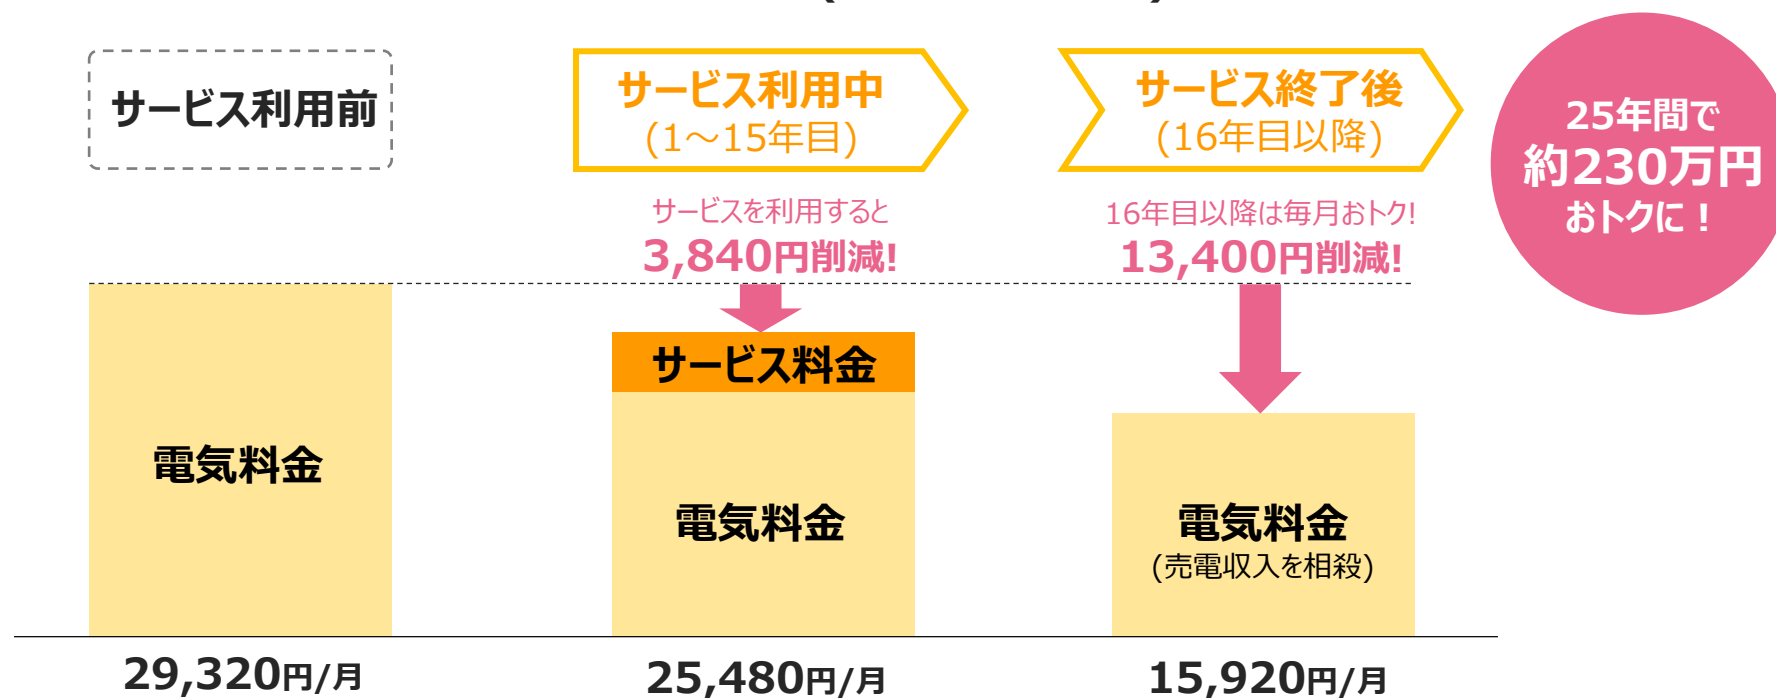 サービス利用前
サービス利用中
(1～15年目)
サービス終了後
(16年目以降)
25年間で
約230万円
おトクに！
サービスを利用すると
3,840円削減!
16年目以降は毎月おトク!
13,400円削減!
電気料金
サービス料金
電気料金
電気料金
(売電収入を相殺)
29,320円/月
25,480円/月
15,920円/月